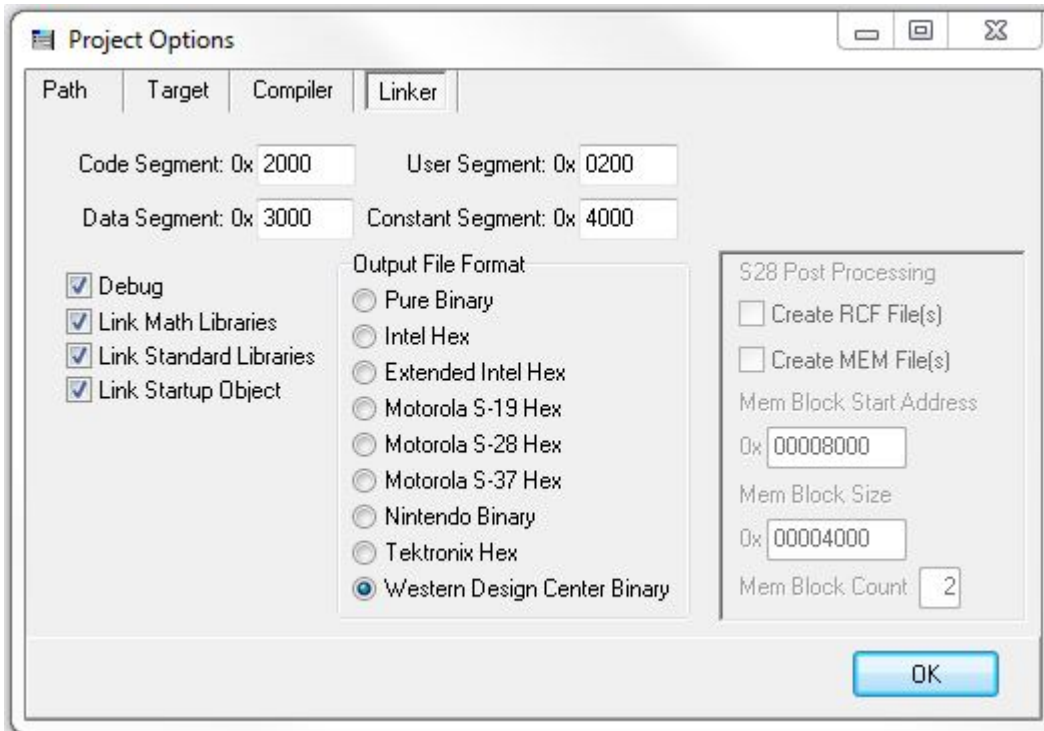 Project Options
Path Target Compiler Linker
Code Segment: 0x 2000 User Segment: 0x 0200
Data Segment: 0x 3000 Constant Segment: 0x 4000
Debug
Link Math Libraries
Link Standard Libraries
Link Startup Object
Output File Format
Pure Binary
Intel Hex
Extended Intel Hex
Motorola S-19 Hex
Motorola S-28 Hex
Motorola S-37 Hex
Nintendo Binary
Tektronix Hex
Western Design Center Binary
S28 Post Processing
Create RCF File(s)
Create MEM File(s)
Mem Block Start Address
0x 00008000
Mem Block Size
0x 00004000
Mem Block Count 2
OK